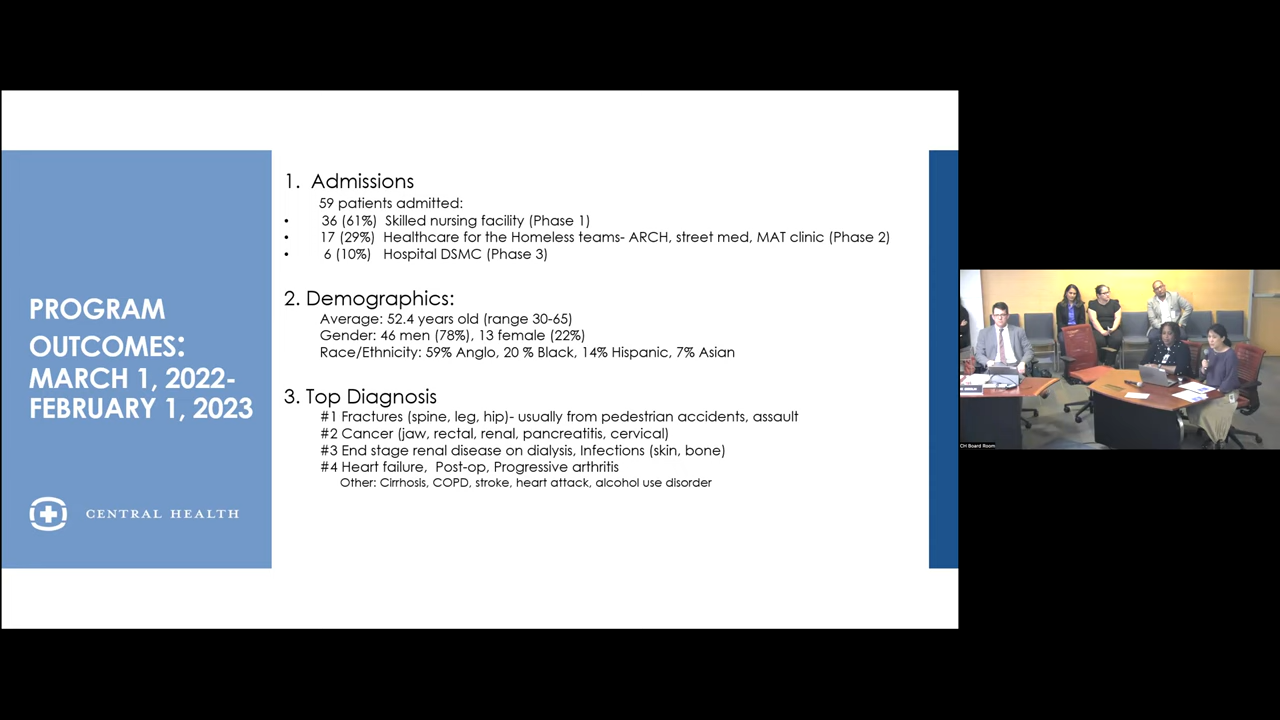 PROGRAM
OUTCOMES:
MARCH 1, 2022-
FEBRUARY 1, 2023
CENTRAL HEALTH
1. Admissions
59 patients admitted:
• 36 (61%) Skilled nursing facility (Phase 1)
• 17 (29%) Healthcare for the Homeless teams- ARCH, street med, MAT clinic (Phase 2)
• 6 (10%) Hospital DSMC (Phase 3)
2. Demographics:
Average: 52.4 years old (range 30-65)
Gender: 46 men (78%), 13 female (22%)
Race/Ethnicity: 59% Anglo, 20 % Black, 14% Hispanic, 7% Asian
3. Top Diagnosis
#1 Fractures (spine, leg, hip)- usually from pedestrian accidents, assault
#2 Cancer (jaw, rectal, renal, pancreatitis, cervical)
#3 End stage renal disease on dialysis, Infections (skin, bone)
#4 Heart failure, Post-op, Progressive arthritis
Other: Cirrhosis, COPD, stroke, heart attack, alcohol use disorder
CH Board Room